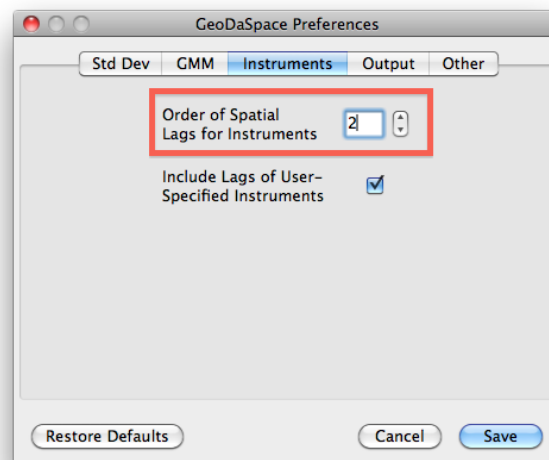 GeoDaSpace Preferences
Std Dev GMM Instruments Output Other
Order of Spatial
Lags for Instruments 2
Include Lags of User-
Specified Instruments
Restore Defaults Cancel Save